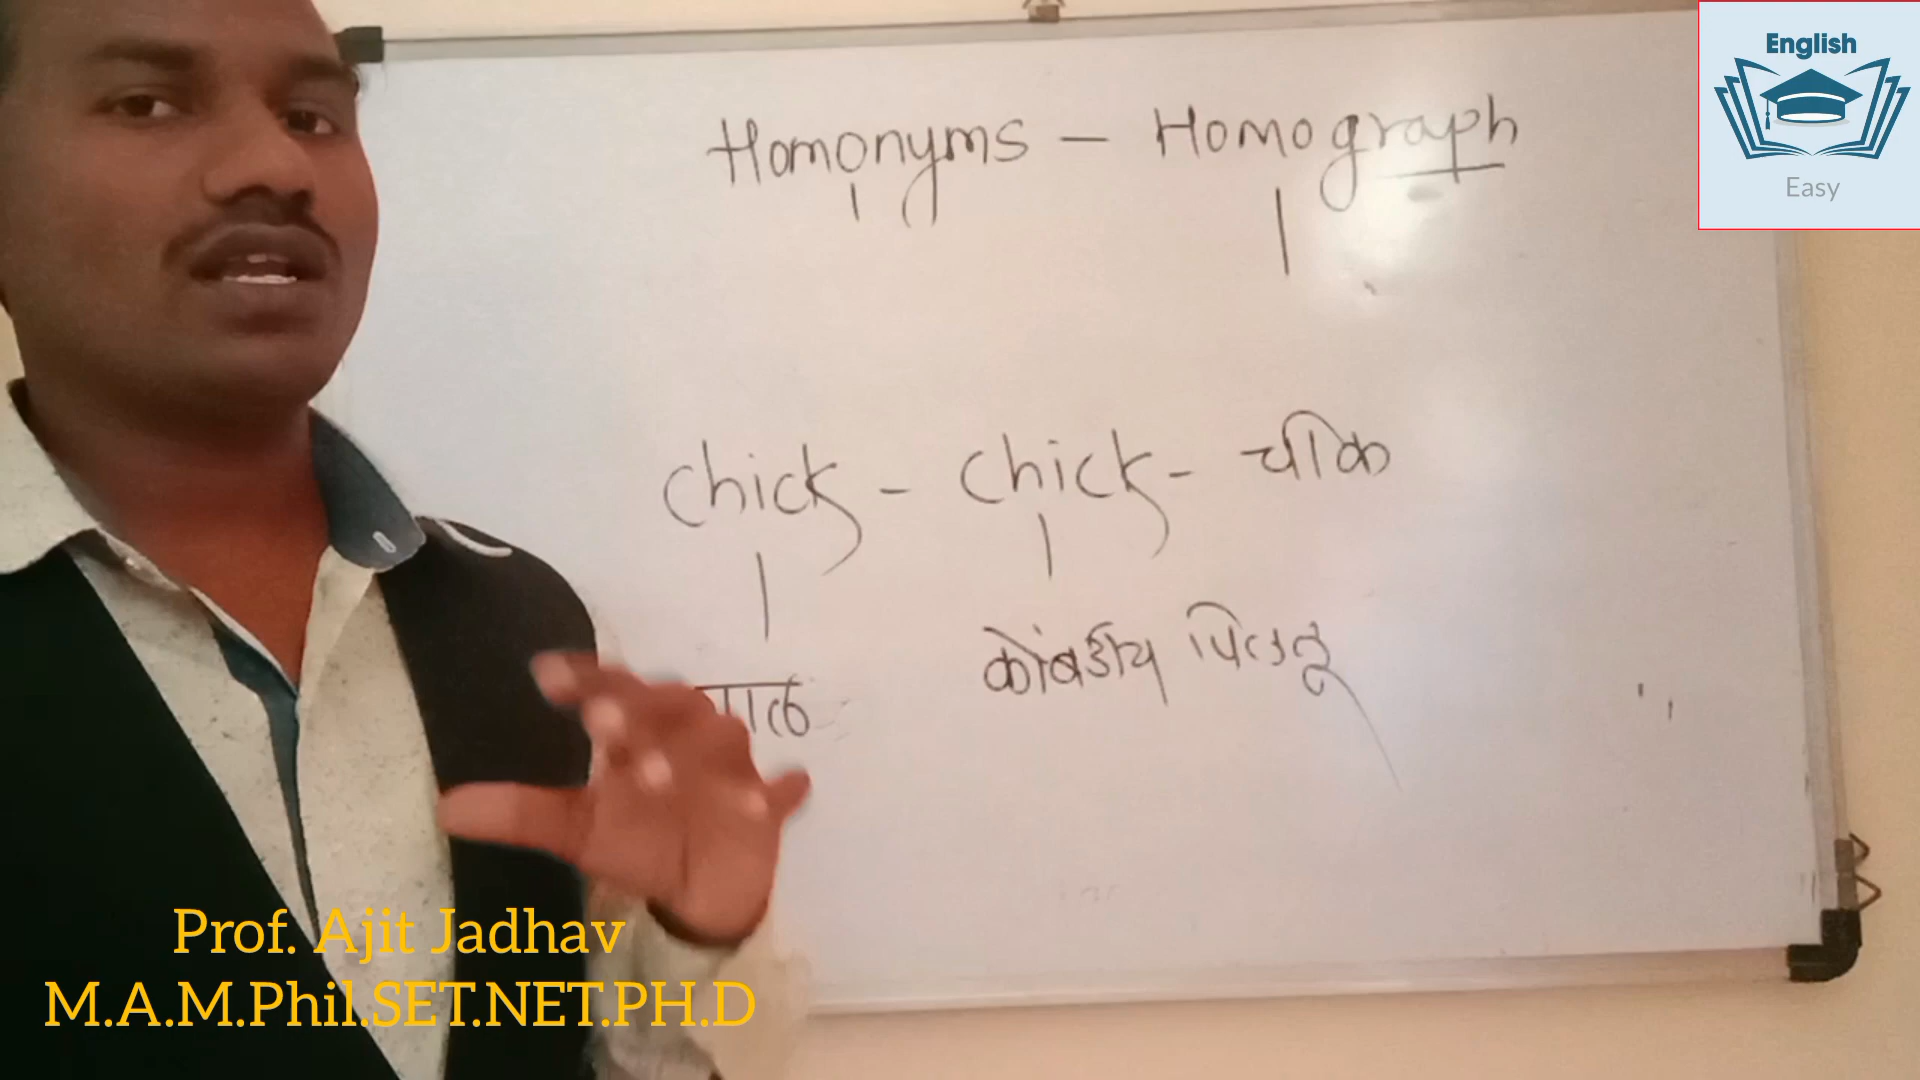 English
Easy
Homonyms - Homograph
Chick - Chick - चीक
कोंबडीच पिल्लू
Prof. Ajit Jadhav
M.A.M.Phil.SET.NET.PH.D